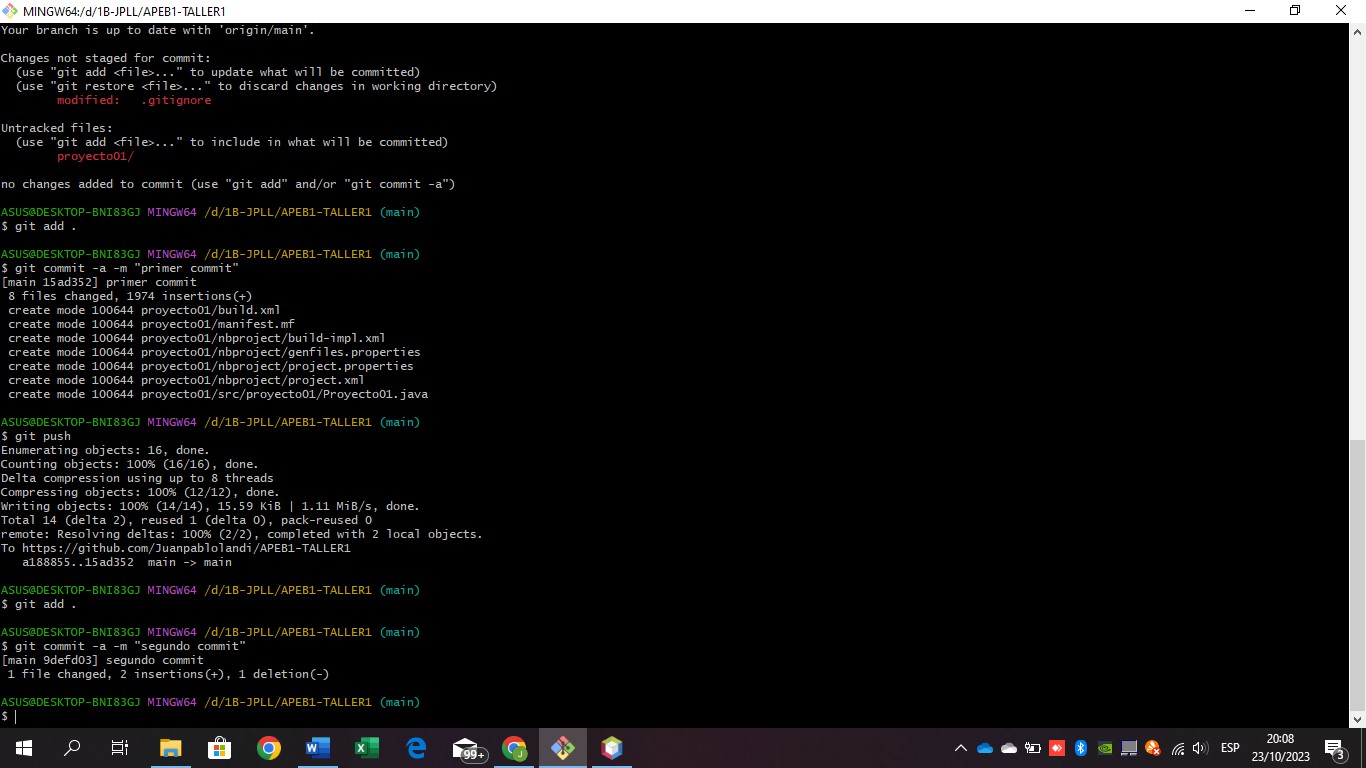 MINGW64:/d/1B-JPLL/APEB1-TALLER1
Your branch is up to date with 'origin/main'.
Changes not staged for commit:
(use "git add <file>..." to update what will be committed)
(use "git restore <file>..." to discard changes in working directory)
modified:   .gitignore
Untracked files:
(use "git add <file>..." to include in what will be committed)
proyecto01/
no changes added to commit (use "git add" and/or "git commit -a")
ASUS@DESKTOP-BNI83GJ MINGW64 /d/1B-JPLL/APEB1-TALLER1 (main)
$ git add .
ASUS@DESKTOP-BNI83GJ MINGW64 /d/1B-JPLL/APEB1-TALLER1 (main)
$ git commit -a -m "primer commit"
[main 15ad352] primer commit
8 files changed, 1974 insertions(+)
create mode 100644 proyecto01/build.xml
create mode 100644 proyecto01/manifest.mf
create mode 100644 proyecto01/nbproject/build-impl.xml
create mode 100644 proyecto01/nbproject/genfiles.properties
create mode 100644 proyecto01/nbproject/project.properties
create mode 100644 proyecto01/nbproject/project.xml
create mode 100644 proyecto01/src/proyecto01/Proyecto01.java
ASUS@DESKTOP-BNI83GJ MINGW64 /d/1B-JPLL/APEB1-TALLER1 (main)
$ git push
Enumerating objects: 16, done.
Counting objects: 100% (16/16), done.
Delta compression using up to 8 threads
Compressing objects: 100% (12/12), done.
Writing objects: 100% (14/14), 15.59 KiB | 1.11 MiB/s, done.
Total 14 (delta 2), reused 1 (delta 0), pack-reused 0
remote: Resolving deltas: 100% (2/2), completed with 2 local objects.
To https://github.com/Juanpablolandi/APEB1-TALLER1
a188855..15ad352  main -> main
ASUS@DESKTOP-BNI83GJ MINGW64 /d/1B-JPLL/APEB1-TALLER1 (main)
$ git add .
ASUS@DESKTOP-BNI83GJ MINGW64 /d/1B-JPLL/APEB1-TALLER1 (main)
$ git commit -a -m "segundo commit"
[main 9defd03] segundo commit
1 file changed, 2 insertions(+), 1 deletion(-)
ASUS@DESKTOP-BNI83GJ MINGW64 /d/1B-JPLL/APEB1-TALLER1 (main)
$
99+
ESP
20:08
23/10/2023
3